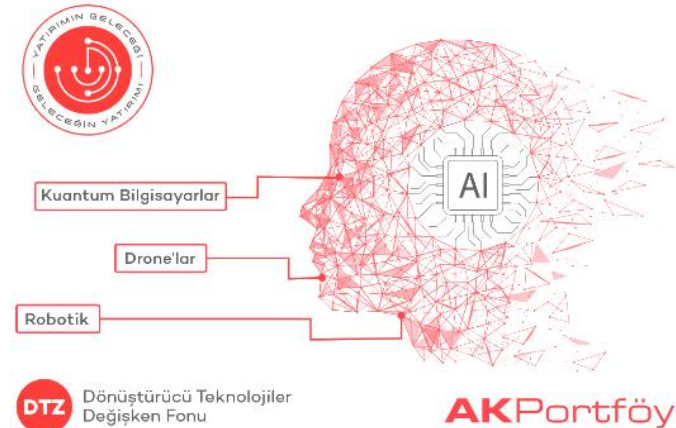 YATIRIMIN GELECEĞİ
GELECEĞİN YATIRIMI
AI
Kuantum Bilgisayarlar
Drone'lar
Robotik
DTZ
Dönüştürücü Teknolojiler
Değişken Fonu
AKPortföy